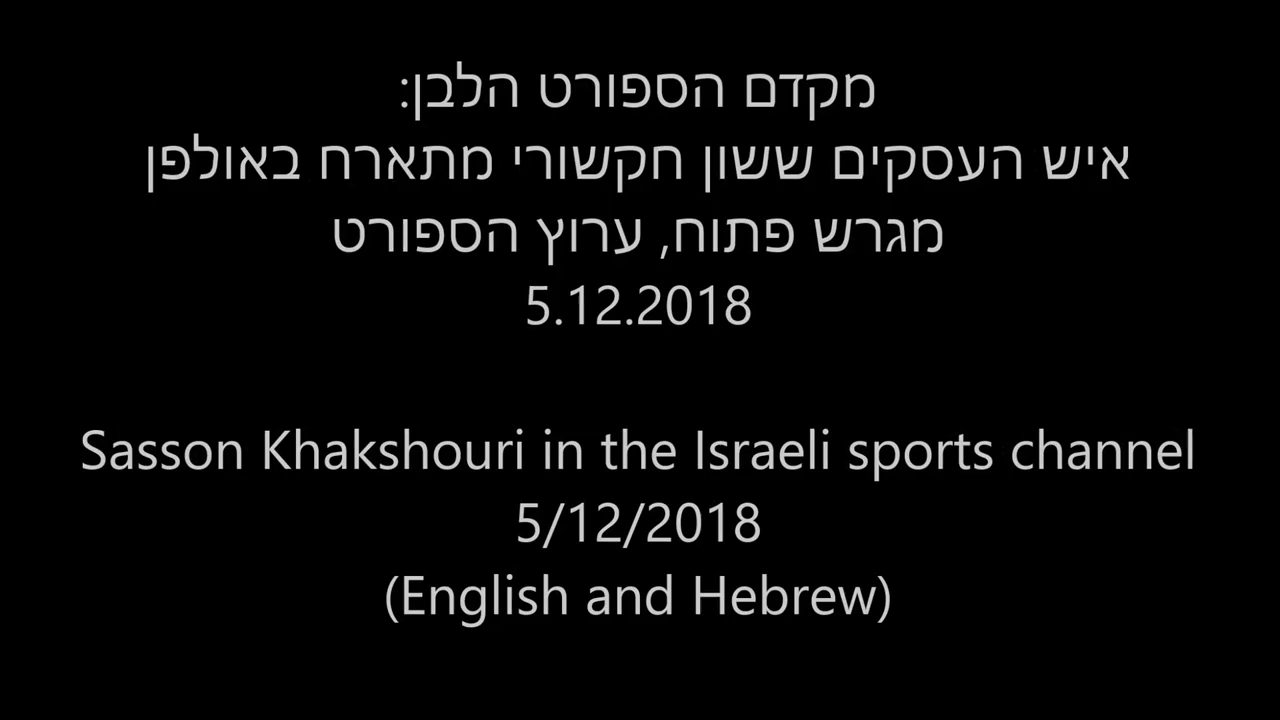 מקדם הספורט הלבן:
איש העסקים ששון חקשורי מתארח באולפן
מגרש פתוח, ערוץ הספורט
5.12.2018
Sasson Khakshouri in the Israeli sports channel
5/12/2018
(English and Hebrew)